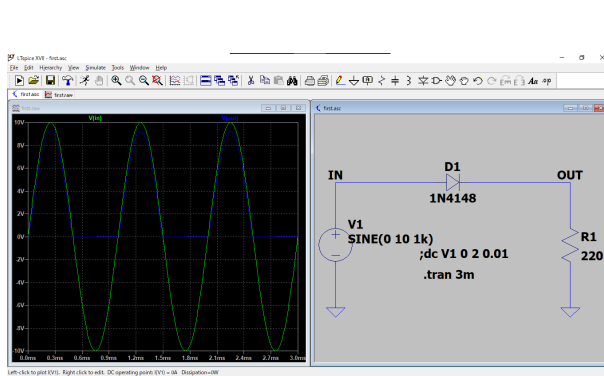 LTspice XVII - first.asc
File Edit Hierarchy View Simulate Tools Window Help
first.asc first.raw
first.raw
V(in) V(out)
10V
8V
6V
4V
2V
0V
-2V
-4V
-6V
-8V
-10V
0.0ms 0.3ms 0.6ms 0.9ms 1.2ms 1.5ms 1.8ms 2.1ms 2.4ms 2.7ms 3.0ms
first.asc
IN
D1
OUT
1N4148
V1
SINE(0 10 1k)
R1
220
;dc V1 0 2 0.01
.tran 3m
Left-click to plot I(V1). Right click to edit. DC operating point: I(V1) = 0A Dissipation=0W